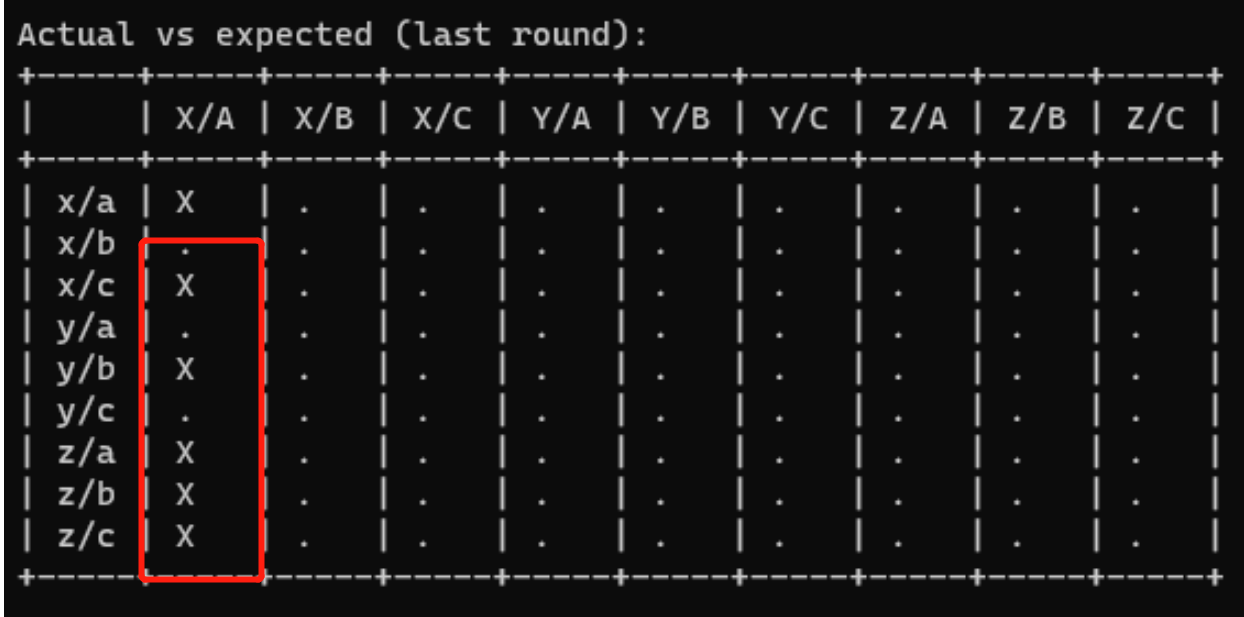 Actual vs expected (last round):
+-----+-----+-----+-----+-----+-----+-----+-----+-----+-----+
|     | X/A | X/B | X/C | Y/A | Y/B | Y/C | Z/A | Z/B | Z/C |
+-----+-----+-----+-----+-----+-----+-----+-----+-----+-----+
| x/a | X   | .   | .   | .   | .   | .   | .   | .   | .   |
| x/b | .   | .   | .   | .   | .   | .   | .   | .   | .   |
| x/c | X   | .   | .   | .   | .   | .   | .   | .   | .   |
| y/a | .   | .   | .   | .   | .   | .   | .   | .   | .   |
| y/b | X   | .   | .   | .   | .   | .   | .   | .   | .   |
| y/c | .   | .   | .   | .   | .   | .   | .   | .   | .   |
| z/a | X   | .   | .   | .   | .   | .   | .   | .   | .   |
| z/b | X   | .   | .   | .   | .   | .   | .   | .   | .   |
| z/c | X   | .   | .   | .   | .   | .   | .   | .   | .   |
+-----+-----+-----+-----+-----+-----+-----+-----+-----+-----+